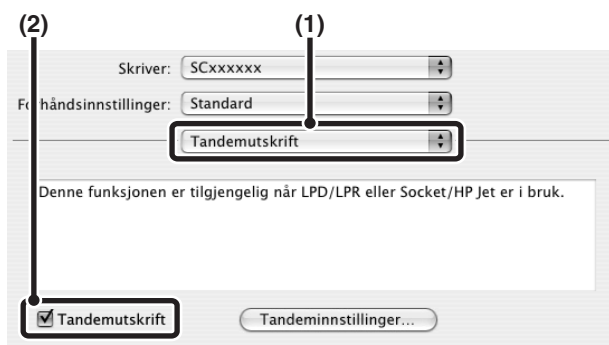 (2) (1)
Skriver: SCxxxxxx
Forhåndsinnstillinger: Standard
Tandemutskrift
Denne funksjonen er tilgjengelig når LPD/LPR eller Socket/HP Jet er i bruk.
Tandemutskrift Tandeminnstillinger...